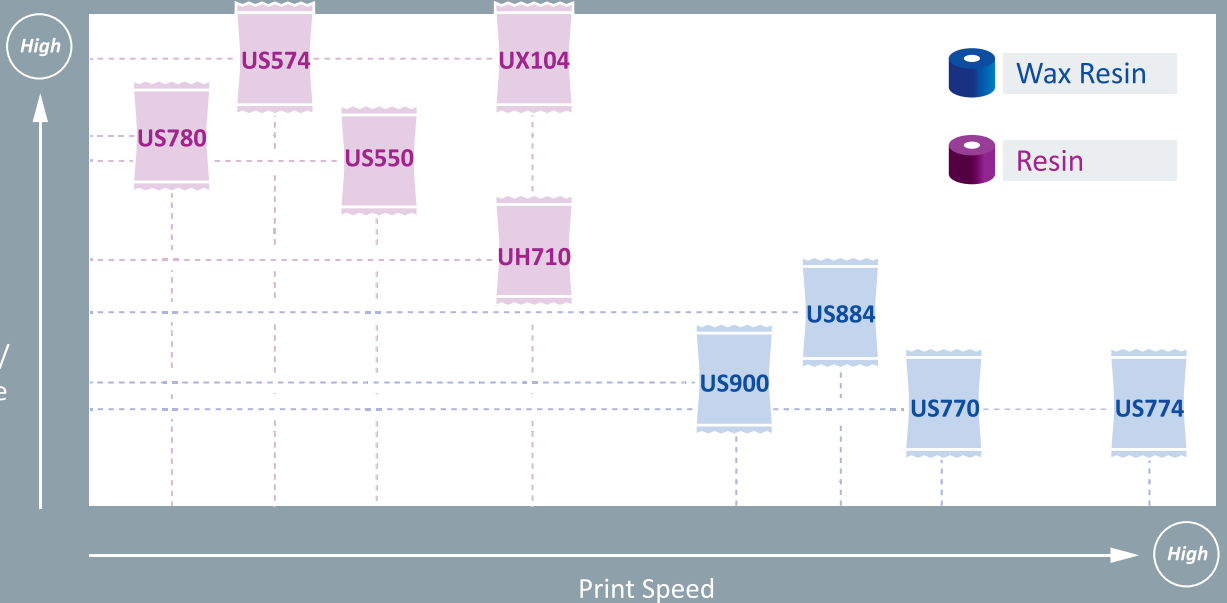 High
US574
UX104
Wax Resin
US780
US550
Resin
UH710
US884
/
US900
e
US770
US774
High
Print Speed